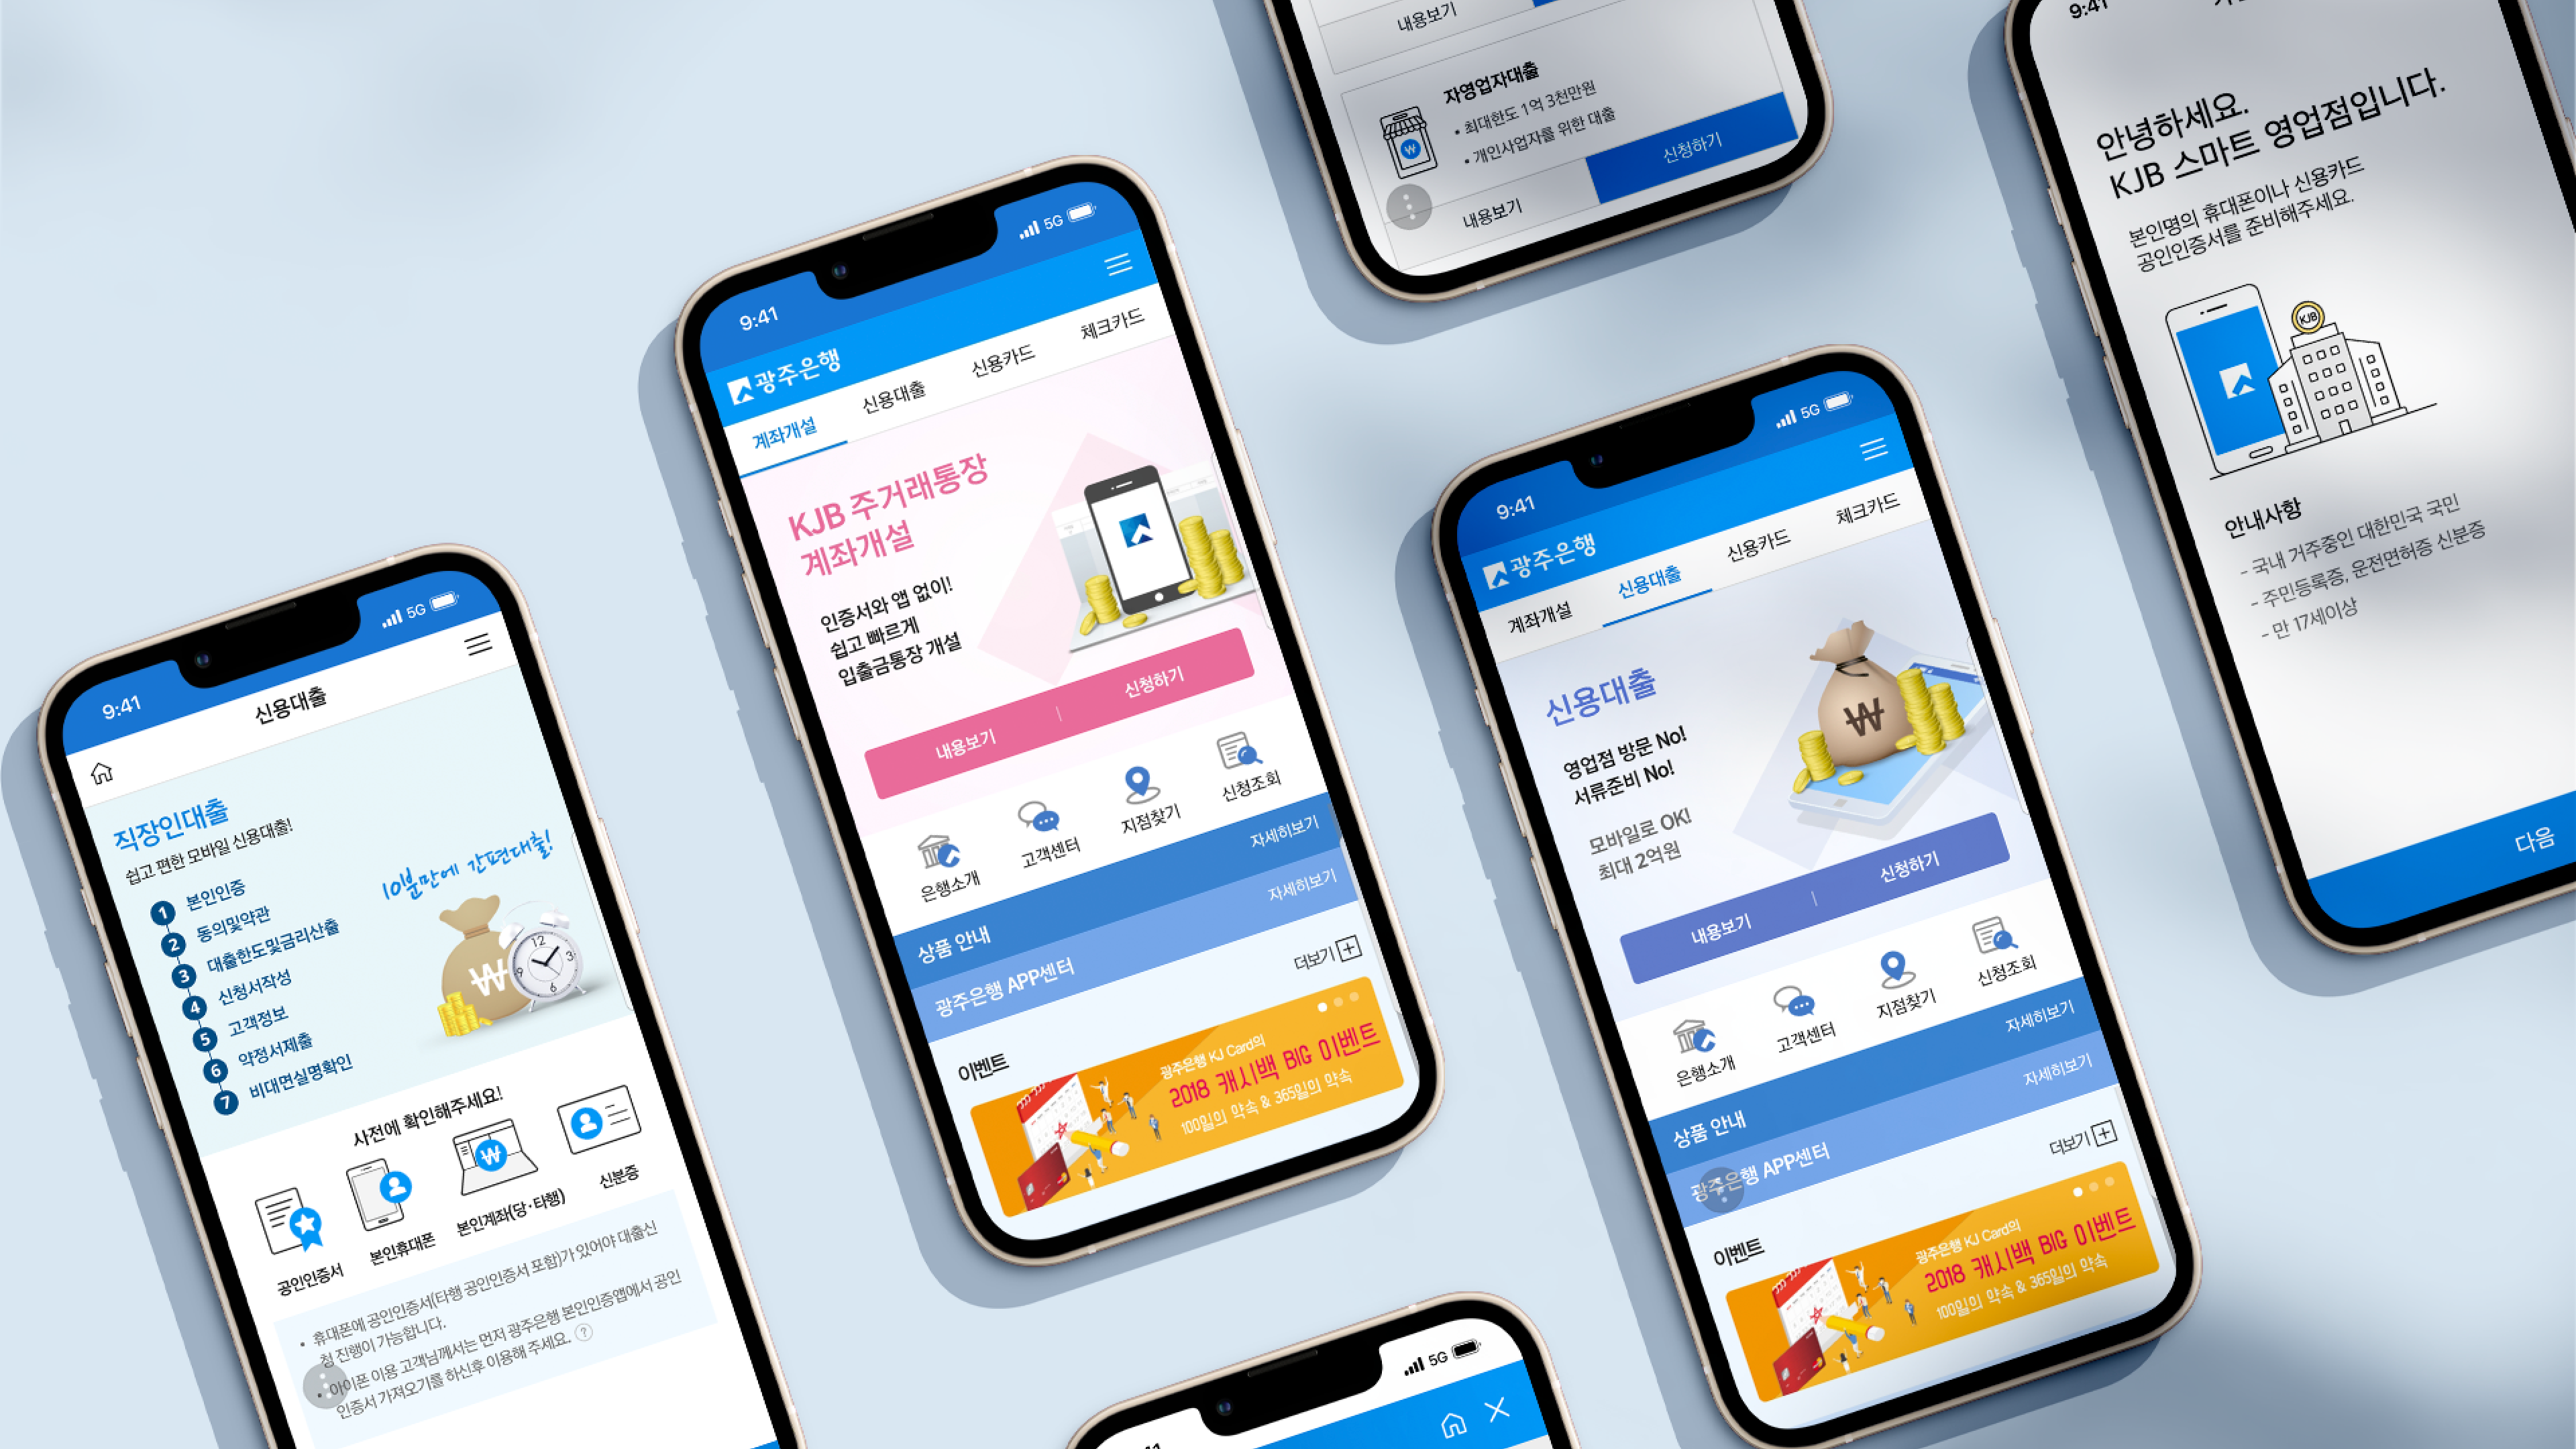 9:41
5G
신용대출
직장인대출
쉽고 편한 모바일 신용대출!
10분만에 간편대출!
1 본인인증
2 동의및약관
3 대출한도및금리산출
4 신청서작성
5 고객정보
6 약정서제출
7 비대면실명확인
12
3
6
9
사전에 확인해주세요!
공인인증서
본인휴대폰
본인계좌(당·타행)
신분증
• 휴대폰에 공인인증서(타행 공인인증서 포함)가 있어야 대출신
청 진행이 가능합니다.
• 아이폰 이용 고객님께서는 먼저 광주은행 본인인증앱에서 공인
인증서 가져오기를 하신후 이용해 주세요. ?
9:41
5G
광주은행
계좌개설 신용대출 신용카드 체크카드
KJB 주거래통장
계좌개설
인증서와 앱 없이!
쉽고 빠르게
입출금통장 개설
내용보기 | 신청하기
은행소개 고객센터 지점찾기 신청조회
상품 안내 자세히보기
광주은행 APP센터 자세히보기
이벤트 더보기
광주은행 KJ Card의
2018 캐시백 BIG 이벤트
100일의 약속 & 365일의 약속
내용보기
자영업자대출
• 최대한도 1억 3천만원
• 개인사업자를 위한 대출
내용보기 신청하기
5G
9:41
5G
광주은행
계좌개설 신용대출 신용카드 체크카드
신용대출
영업점 방문 No!
서류준비 No!
모바일로 OK!
최대 2억원
내용보기 | 신청하기
은행소개 고객센터 지점찾기 신청조회
상품 안내 자세히보기
광주은행 APP센터 자세히보기
이벤트 더보기
광주은행 KJ Card의
2018 캐시백 BIG 이벤트
100일의 약속 & 365일의 약속
9:41
안녕하세요.
KJB 스마트 영업점입니다.
본인명의 휴대폰이나 신용카드
공인인증서를 준비해주세요.
KJB
안내사항
- 국내 거주중인 대한민국 국민
- 주민등록증, 운전면허증 신분증
- 만 17세이상
다음